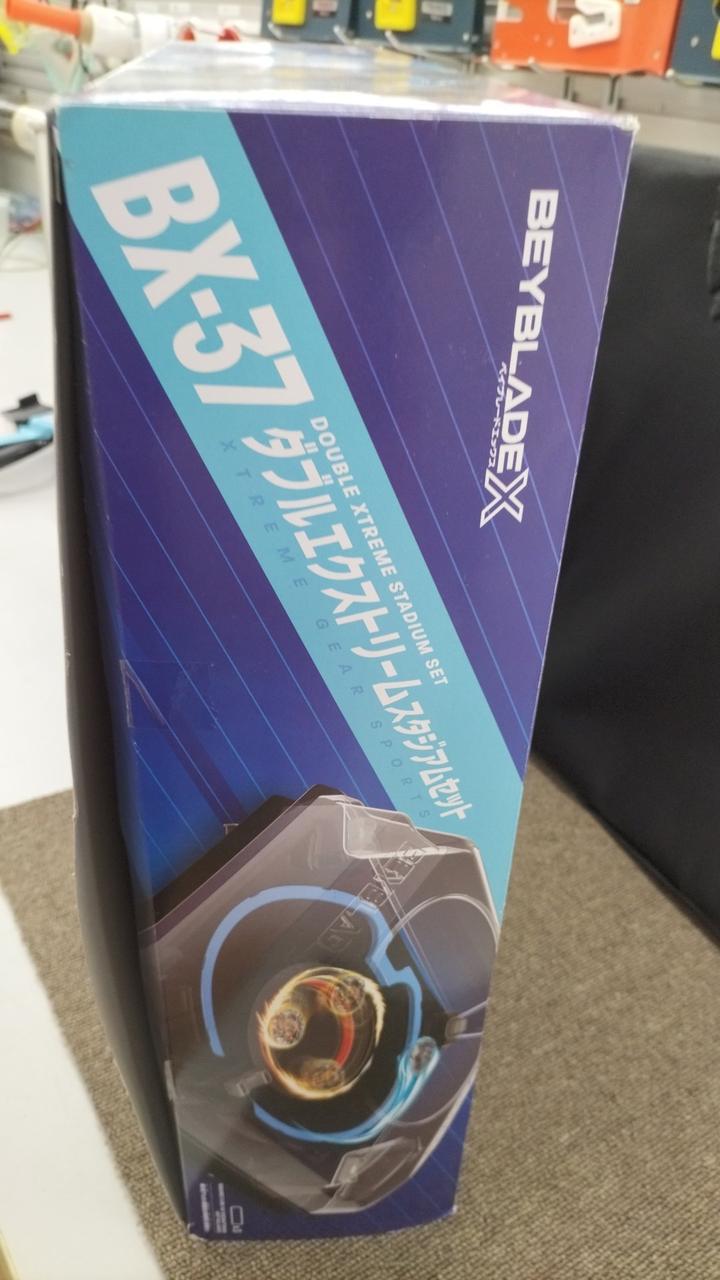 BEYBLADE X
ベイブレードエックス
BX-37
DOUBLE XTREME STADIUM SET
ダブルエクストリームスタジアムセット
XTREME GEAR SPORTS